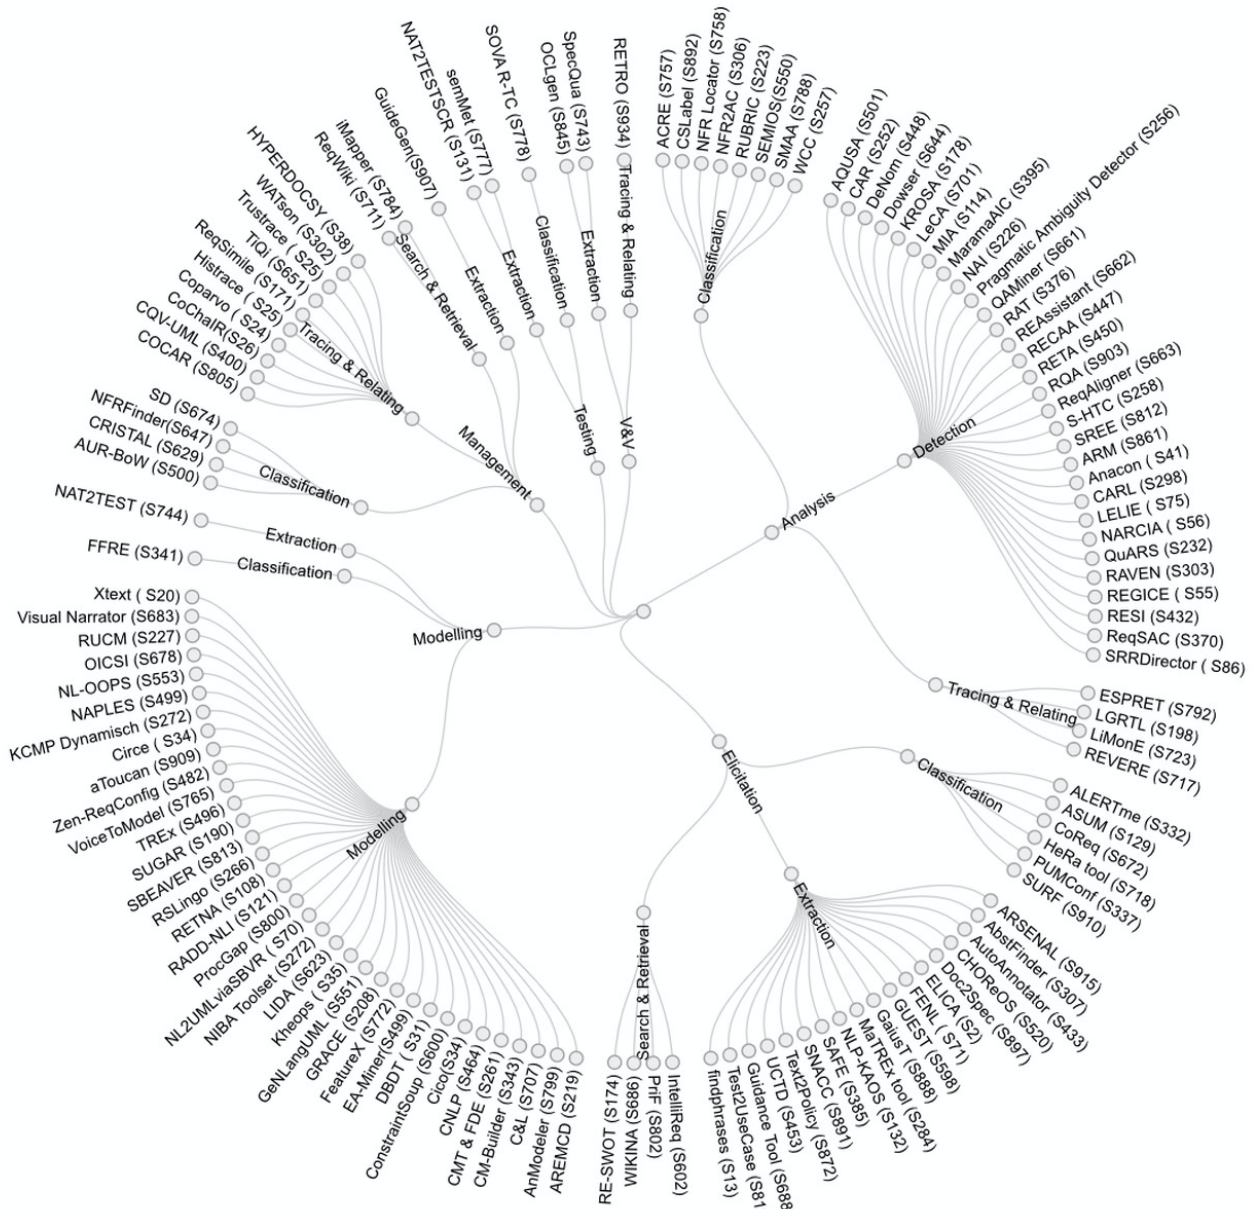 RETRO (S934)
Tracing & Relating
SpecQua (S743)
OCLgen (S845)
Extraction
V&V
SOVA R-TC (S778)
Classification
semMet (S777)
NAT2TESTSCR (S131)
Extraction
Testing
GuideGen(S907)
Extraction
iMapper (S784)
ReqWiki (S711)
Search & Retrieval
HYPERDOCSY (S38)
WATson (S302)
Trustrace ( S25)
TiQi (S651)
ReqSimile (S171)
Histrace ( S25)
Coparvo ( S24)
CoChaIR(S26)
CQV-UML (S400)
COCAR (S805)
Tracing & Relating
SD (S674)
NFRFinder(S647)
CRISTAL (S629)
AUR-BoW (S500)
Classification
Management
NAT2TEST (S744)
Extraction
FFRE (S341)
Classification
Modelling
Xtext ( S20)
Visual Narrator (S683)
RUCM (S227)
OICSI (S678)
NL-OOPS (S553)
NAPLES (S499)
KCMP Dynamisch (S272)
Circe ( S34)
aToucan (S909)
Zen-ReqConfig (S482)
VoiceToModel (S765)
TREx (S496)
SUGAR (S190)
SBEAVER (S813)
RSLingo (S266)
RETNA (S108)
RADD-NLI (S121)
ProcGap (S800)
NL2UMLviaSBVR ( S70)
NIBA Toolset (S272)
LIDA (S623)
Kheops ( S35)
GeNLangUML (S551)
GRACE (S208)
FeatureX (S772)
EA-Miner(S499)
DBDT ( S31)
ConstraintSoup (S600)
Cico(S34)
CNLP (S464)
CMT & FDE (S261)
CM-Builder (S343)
C&L (S707)
AnModeler (S799)
AREMCD (S219)
Modelling
ACRE (S757)
CSLabel (S892)
NFR Locator (S758)
NFR2AC (S306)
RUBRIC (S223)
SEMIOS(S550)
SMAA (S788)
WCC (S257)
Classification
AQUSA (S501)
CAR (S252)
DeNom (S448)
Dowser (S644)
KROSA (S178)
LeCA (S701)
MIA (S114)
MaramaAIC (S395)
NAI (S226)
Pragmatic Ambiguity Detector (S256)
QAMiner (S661)
RAT (S376)
REAssistant (S662)
RECAA (S447)
RETA (S450)
RQA (S903)
ReqAligner (S663)
S-HTC (S258)
SREE (S812)
ARM (S861)
Anacon ( S41)
CARL (S298)
LELIE ( S75)
NARCIA ( S56)
QuARS (S232)
RAVEN (S303)
REGICE ( S55)
RESI (S432)
ReqSAC (S370)
SRRDirector ( S86)
Detection
Analysis
ESPRET (S792)
LGRTL (S198)
LiMonE (S723)
REVERE (S717)
Tracing & Relating
Elicitation
Classification
ALERTme (S332)
ASUM (S129)
CoReq (S672)
HeRa tool (S718)
PUMConf (S337)
SURF (S910)
Extraction
ARSENAL (S915)
AbstFinder (S307)
AutoAnnotator (S433)
CHOReOS (S520)
Doc2Spec (S897)
ELICA (S2)
FENL ( S71)
GUEST (S598)
GaiusT (S888)
MaTREx tool (S284)
NLP-KAOS (S132)
SAFE (S385)
SNACC (S891)
Text2Policy (S872)
UCTD (S453)
Guidance Tool (S688
Test2UseCase (S81
findphrases (S13)
Search & Retrieval
IntelliReq (S602)
PriF (S802)
WIKINA (S686)
RE-SWOT (S174)